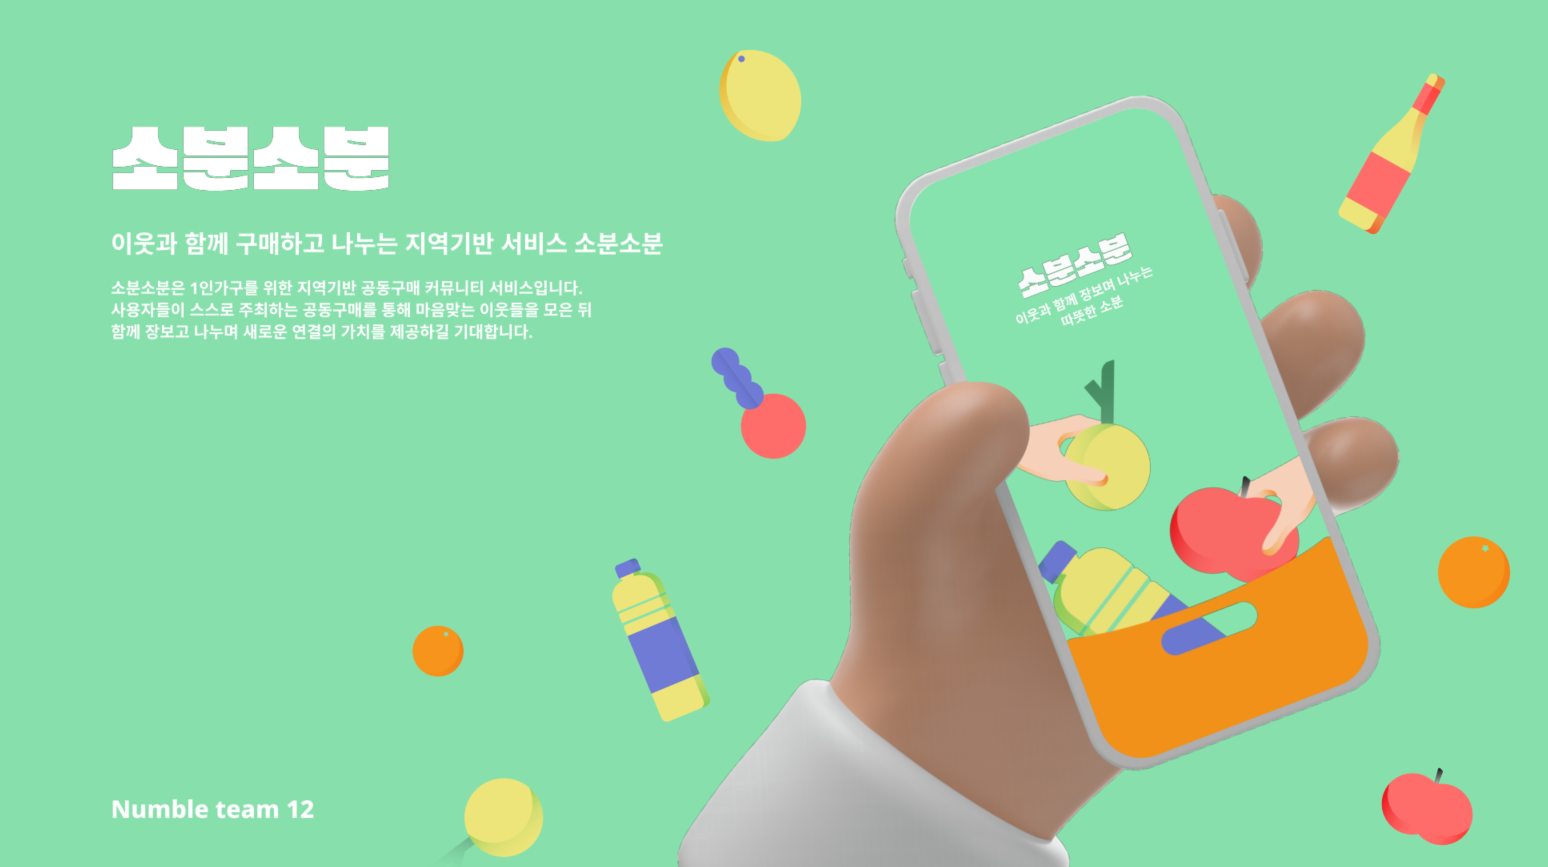 소분소분
이웃과 함께 구매하고 나누는 지역기반 서비스 소분소분
소분소분은 1인가구를 위한 지역기반 공동구매 커뮤니티 서비스입니다.
사용자들이 스스로 주최하는 공동구매를 통해 마음맞는 이웃들을 모은 뒤
함께 장보고 나누며 새로운 연결의 가치를 제공하길 기대합니다.
소분소분
이웃과 함께 장보며 나누는
따뜻한 소분
Numble team 12